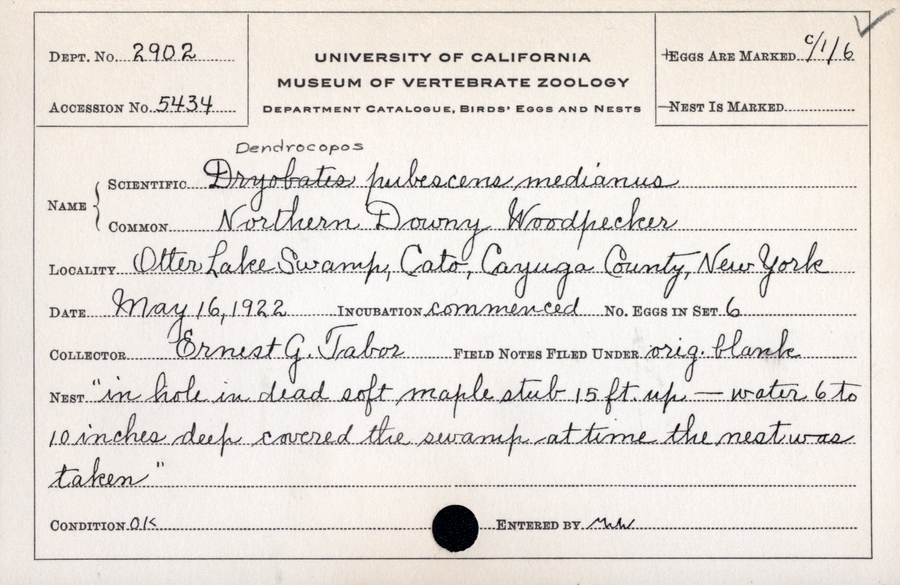 DEPT. NO. 2902
ACCESSION NO. 5434
UNIVERSITY OF CALIFORNIA
MUSEUM OF VERTEBRATE ZOOLOGY
DEPARTMENT CATALOGUE, BIRDS' EGGS AND NESTS
+EGGS ARE MARKED c/1/6
—NEST IS MARKED
Dendrocopos
NAME
SCIENTIFIC Dryobates pubescens medianus
COMMON Northern Downy Woodpecker
LOCALITY Otter Lake Swamp, Cato, Cayuga County, New York
DATE May 16, 1922 INCUBATION commenced NO. EGGS IN SET 6
COLLECTOR Ernest G. Tabor FIELD NOTES FILED UNDER orig. blank
NEST "in hole in dead soft maple stub 15 ft. up — water 6 to
10 inches deep covered the swamp at time the nest was
taken"
CONDITION OK ENTERED BY